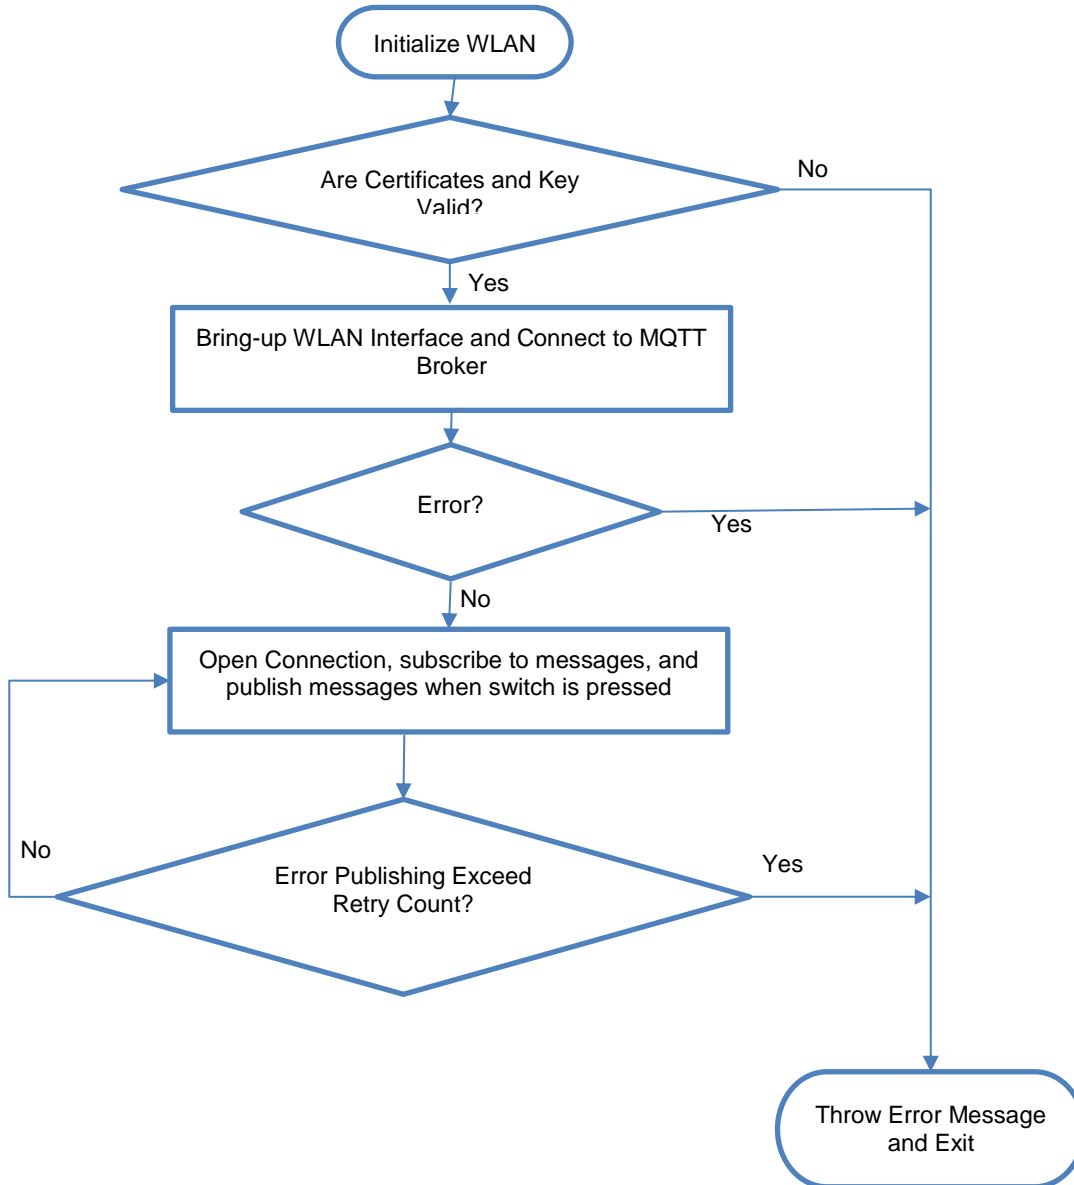 Initialize WLAN
No
Are Certificates and Key
Valid?
Yes
Bring-up WLAN Interface and Connect to MQTT
Broker
Error?
Yes
No
Open Connection, subscribe to messages, and
publish messages when switch is pressed
No
Yes
Error Publishing Exceed
Retry Count?
Throw Error Message
and Exit